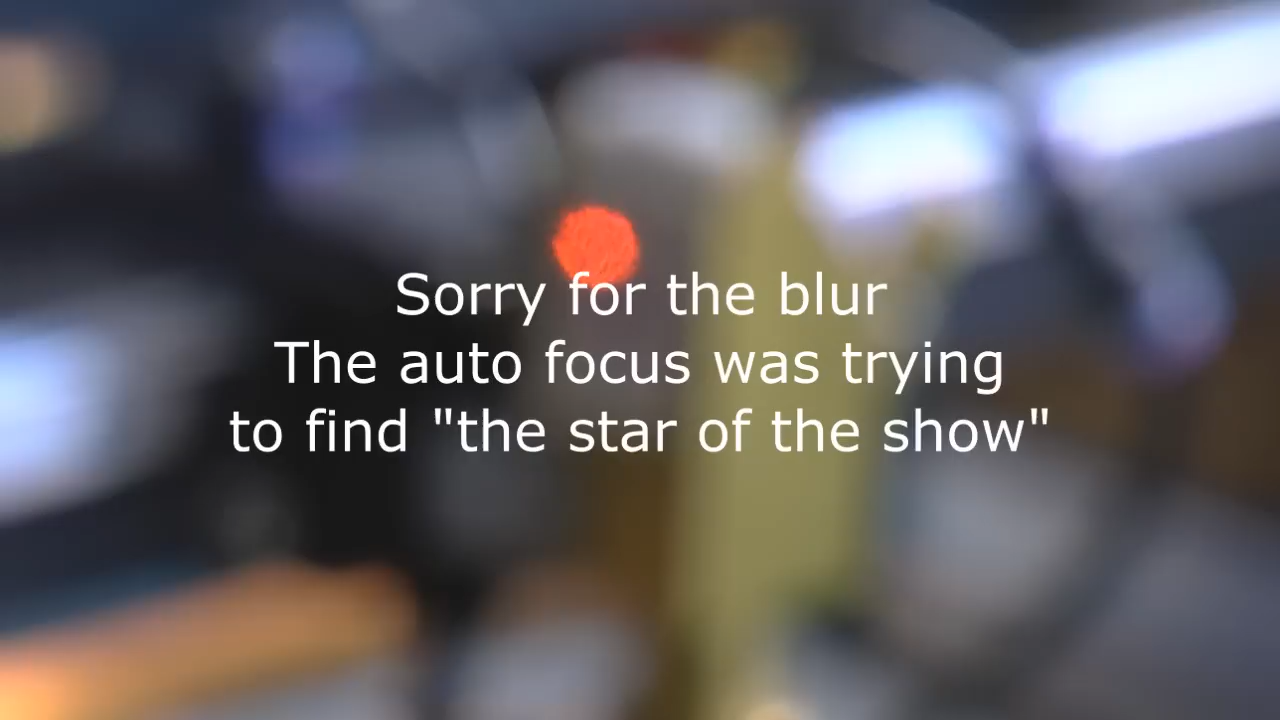 Sorry for the blur
The auto focus was trying
to find "the star of the show"